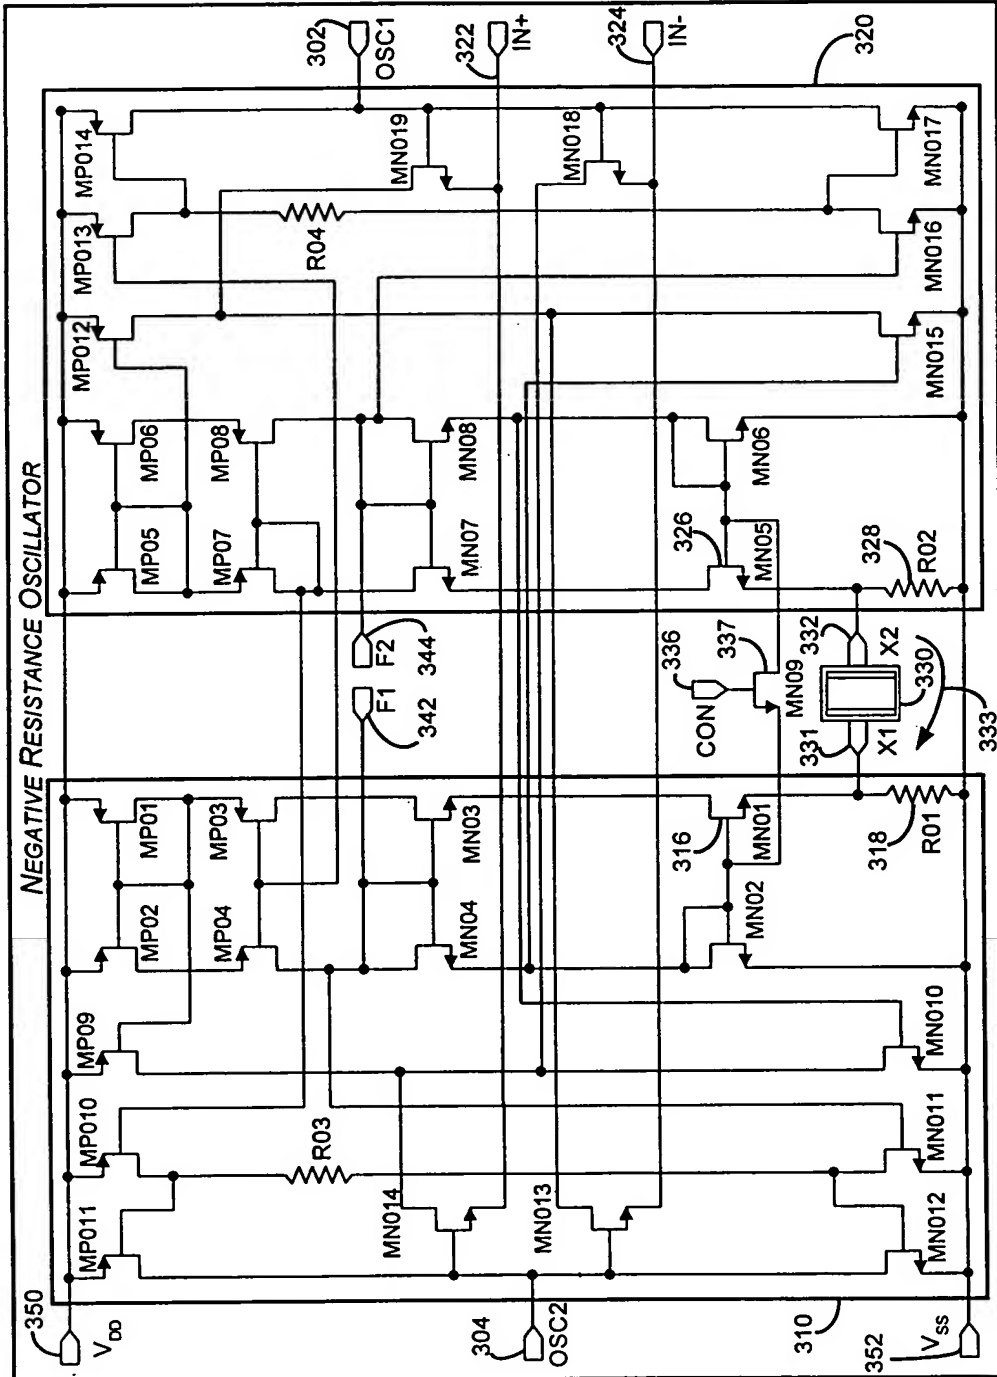 NEGATIVE RESISTANCE OSCILLATOR
350
VDD
MP011
MP010
MP09
MP02
MP01
MP04
MP03
R03
MN014
MN013
MN04
MN03
304
OSC2
MN012
MN011
MN010
MN02
MN01
316
318
R01
310
352
VSS
F1
342
F2
344
CON
336
337
MN09
331
X1
332
X2
330
333
MP05
MP06
MP07
MP08
MN07
MN08
326
MN05
MN06
328
R02
MP012
MP013
MP014
R04
MN019
MN018
MN015
MN016
MN017
302
OSC1
322
IN+
324
IN-
320